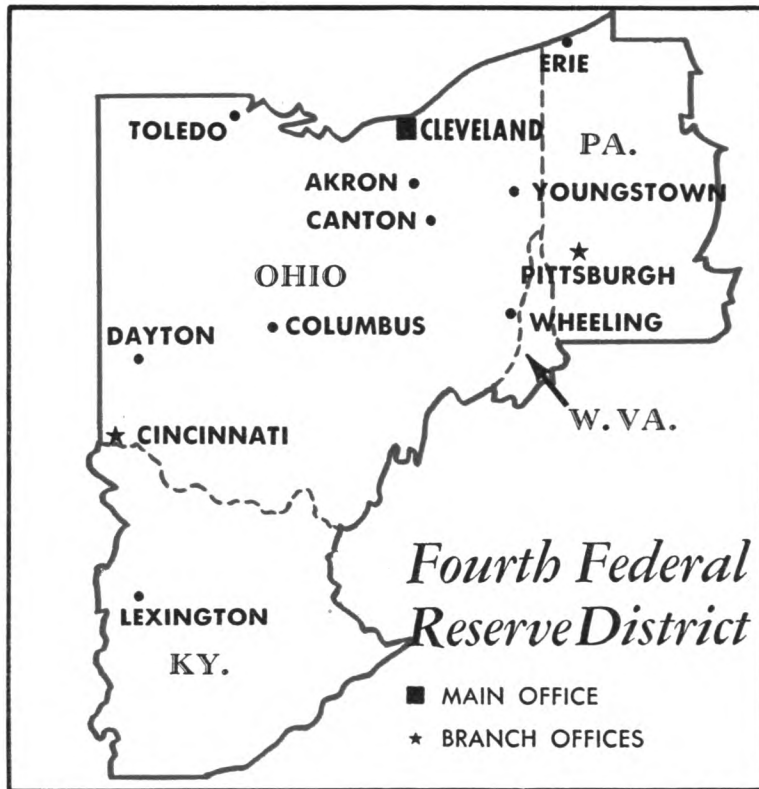 ERIE
TOLEDO
CLEVELAND
PA.
AKRON
YOUNGSTOWN
CANTON
OHIO
PITTSBURGH
DAYTON
COLUMBUS
WHEELING
W. VA.
CINCINNATI
Fourth Federal
Reserve District
LEXINGTON
KY.
MAIN OFFICE
BRANCH OFFICES